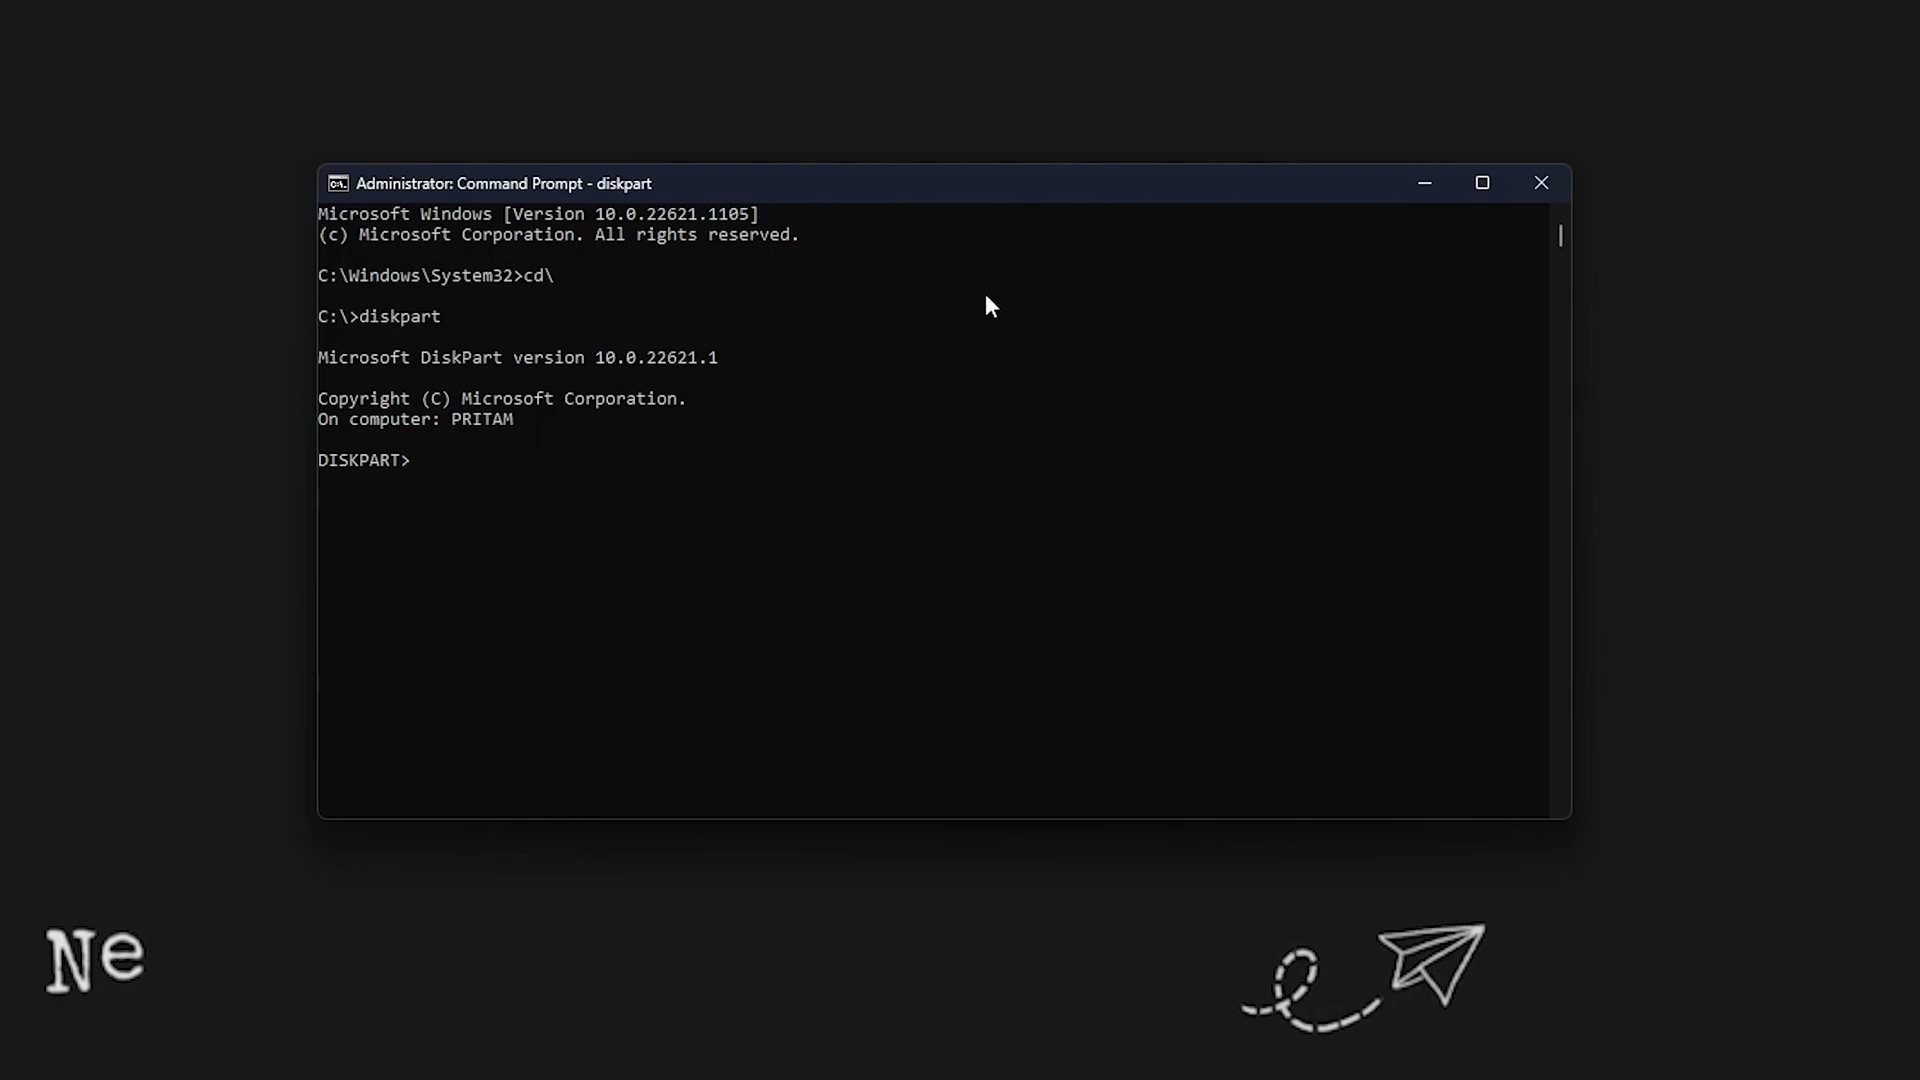 Administrator: Command Prompt - diskpart
Microsoft Windows [Version 10.0.22621.1105]
(c) Microsoft Corporation. All rights reserved.
C:\Windows\System32>cd\
C:\>diskpart
Microsoft DiskPart version 10.0.22621.1
Copyright (C) Microsoft Corporation.
On computer: PRITAM
DISKPART>
Ne